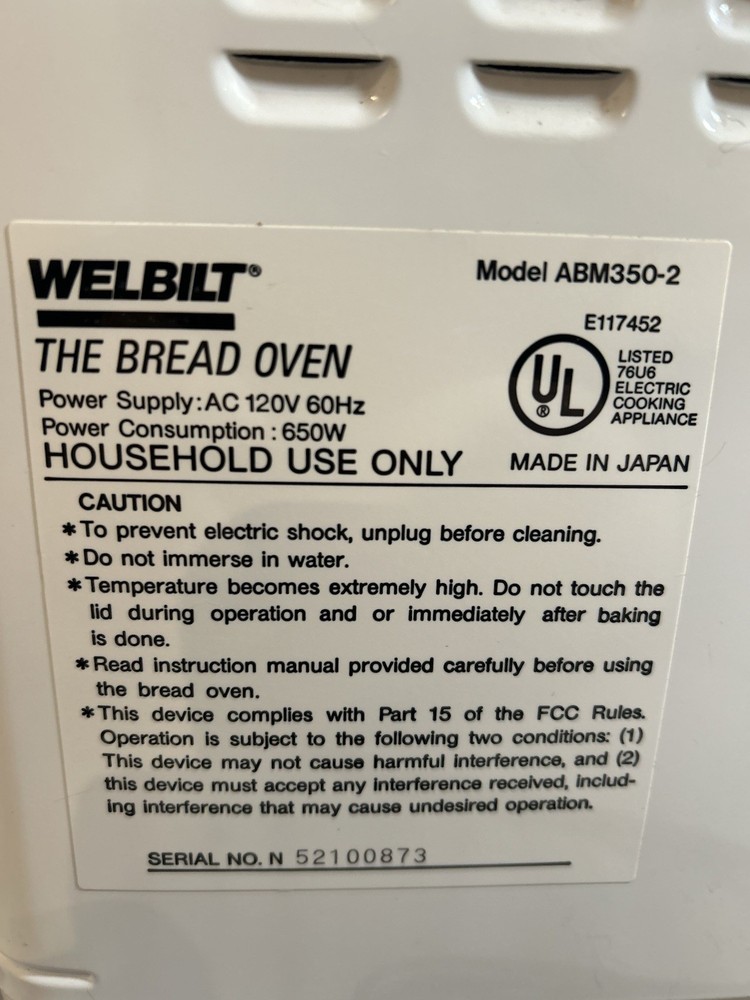 WELBILT®
Model ABM350-2
THE BREAD OVEN
E117452
UL®
LISTED
76U6
ELECTRIC
COOKING
APPLIANCE
Power Supply:AC 120V 60Hz
Power Consumption : 650W
HOUSEHOLD USE ONLY
MADE IN JAPAN
CAUTION
*To prevent electric shock, unplug before cleaning.
*Do not immerse in water.
*Temperature becomes extremely high. Do not touch the
lid during operation and or immediately after baking
is done.
*Read instruction manual provided carefully before using
the bread oven.
*This device complies with Part 15 of the FCC Rules.
Operation is subject to the following two conditions: (1)
This device may not cause harmful interference, and (2)
this device must accept any interference received, includ-
ing interference that may cause undesired operation.
SERIAL NO. N 52100873